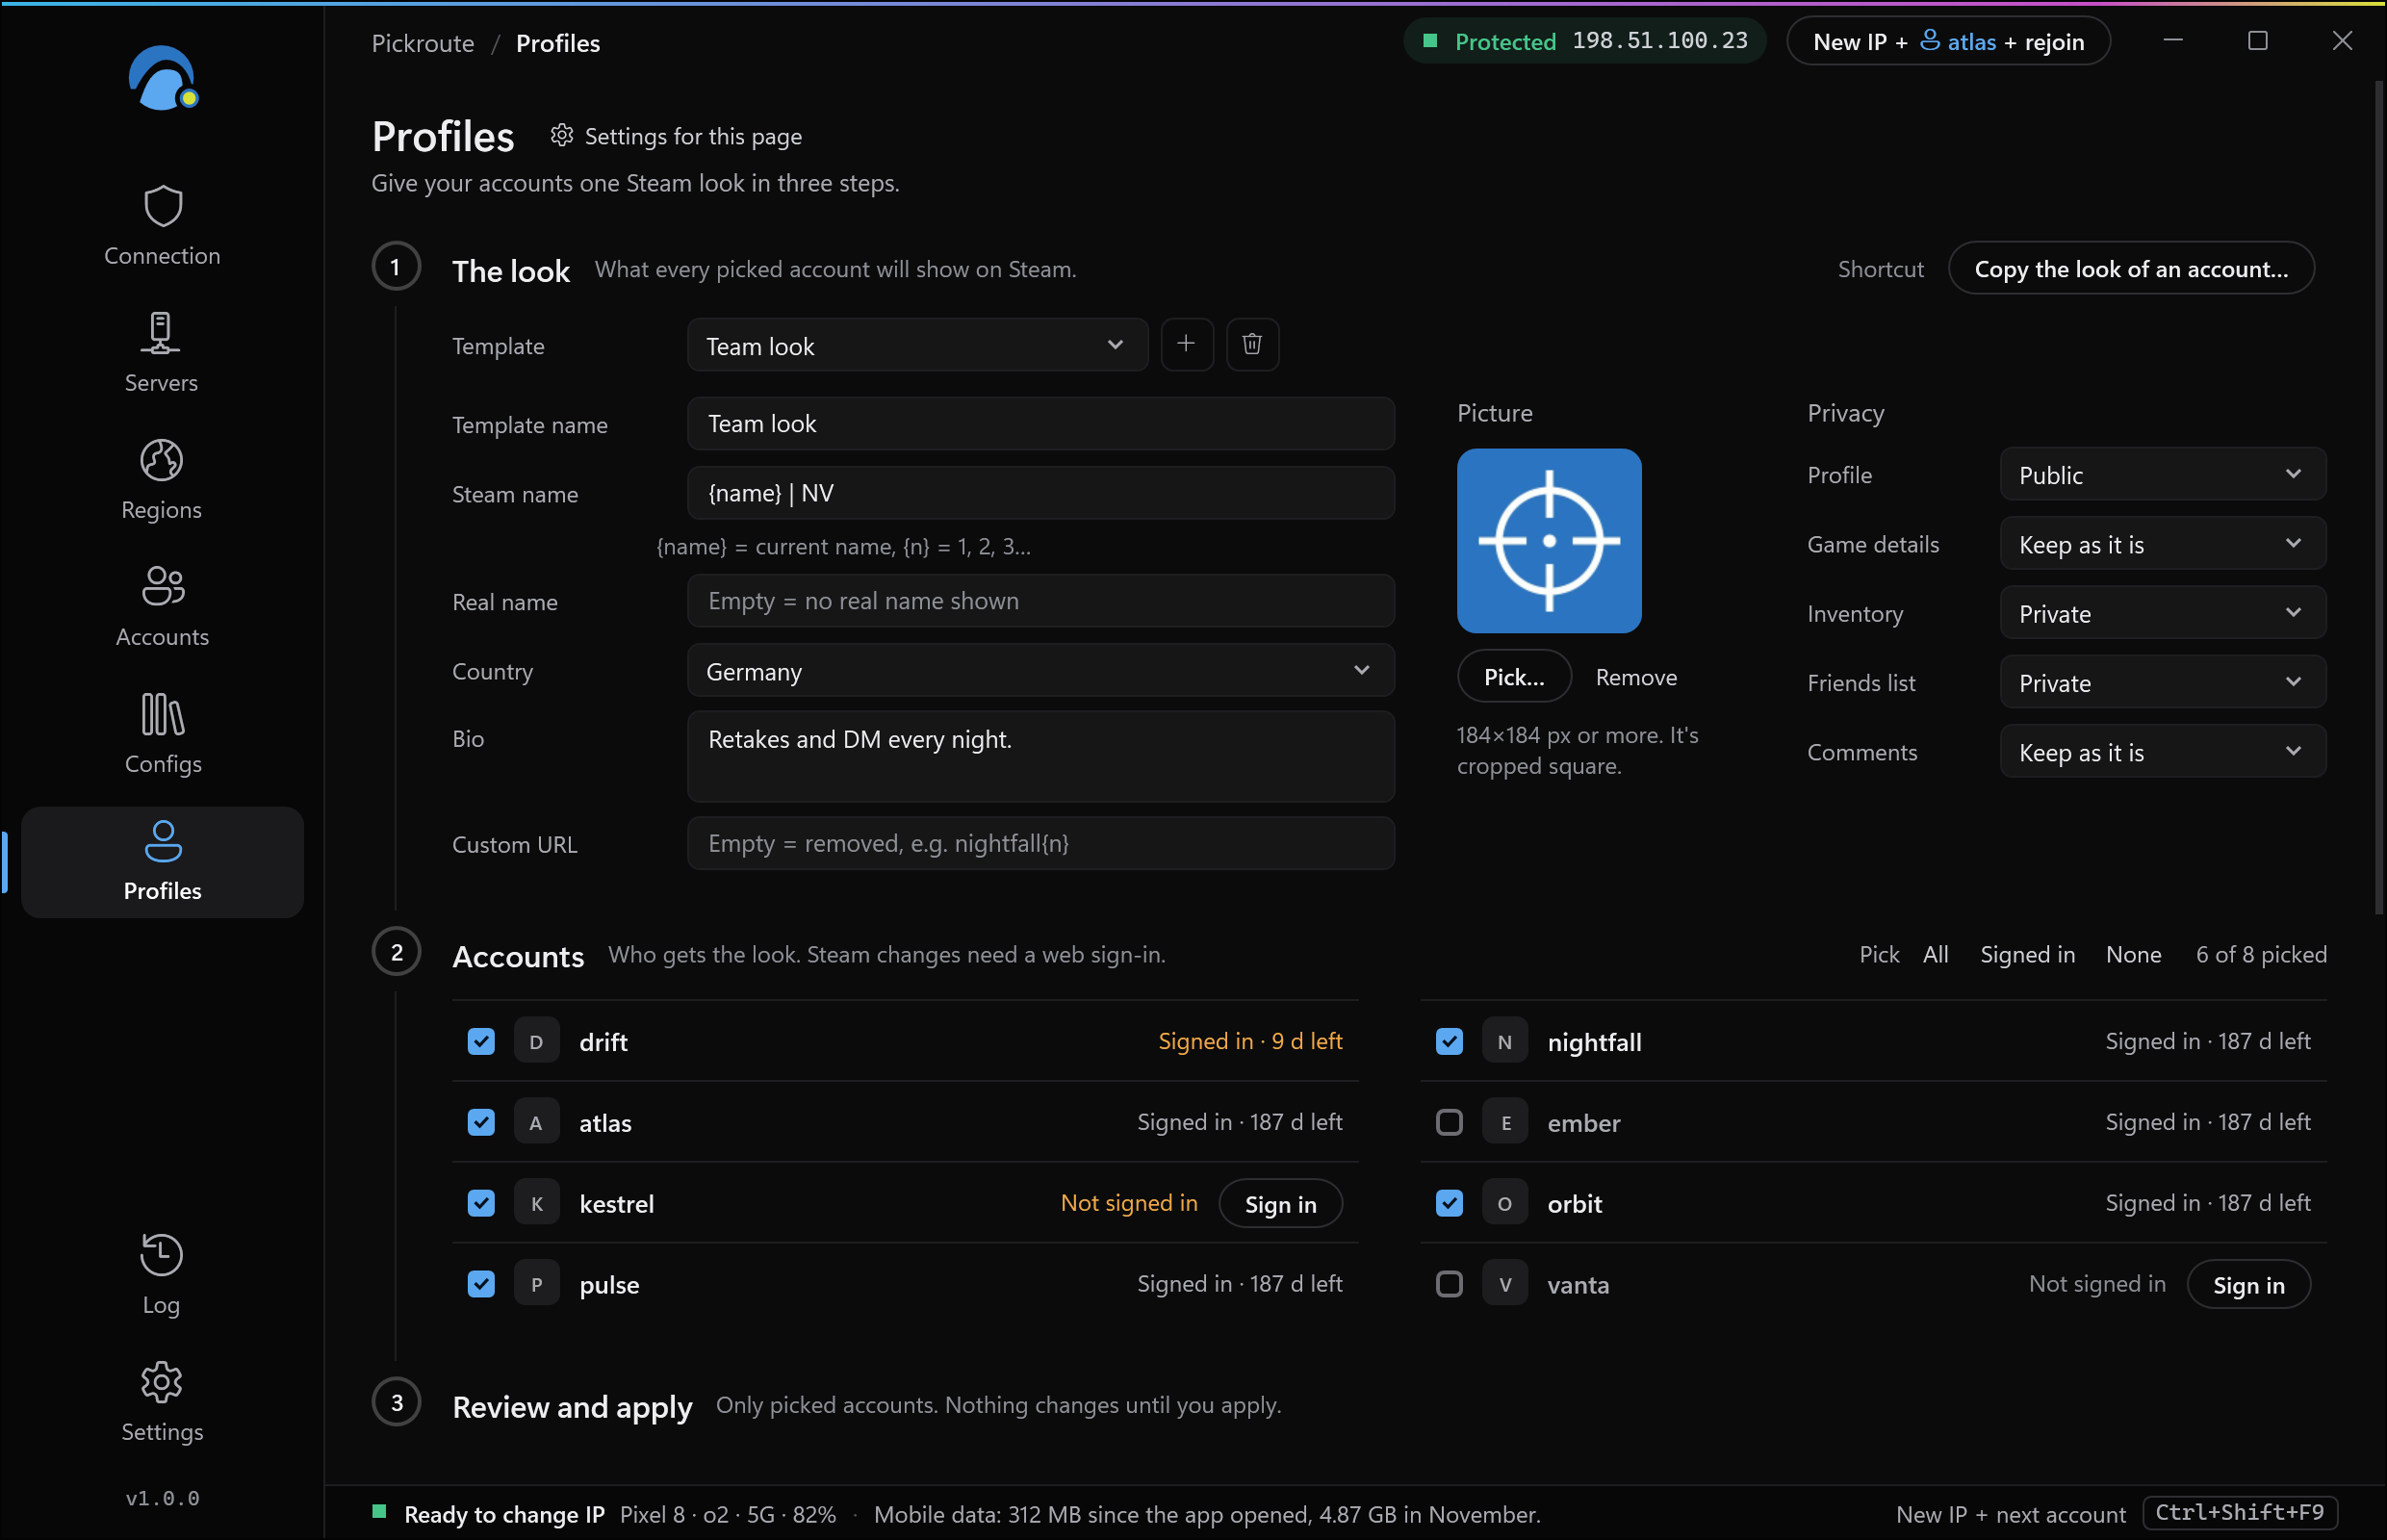 Pickroute / Profiles
Protected 198.51.100.23
New IP + atlas + rejoin
Connection
Servers
Regions
Accounts
Configs
Profiles
Log
Settings
v1.0.0
Profiles
Settings for this page
Give your accounts one Steam look in three steps.
1 The look What every picked account will show on Steam.
Shortcut Copy the look of an account...
Template Team look
Template name Team look
Steam name {name} | NV
{name} = current name, {n} = 1, 2, 3...
Real name Empty = no real name shown
Country Germany
Bio Retakes and DM every night.
Custom URL Empty = removed, e.g. nightfall{n}
Picture
Pick... Remove
184×184 px or more. It's
cropped square.
Privacy
Profile Public
Game details Keep as it is
Inventory Private
Friends list Private
Comments Keep as it is
2 Accounts Who gets the look. Steam changes need a web sign-in.
Pick All Signed in None 6 of 8 picked
D drift Signed in · 9 d left
N nightfall Signed in · 187 d left
A atlas Signed in · 187 d left
E ember Signed in · 187 d left
K kestrel Not signed in Sign in
O orbit Signed in · 187 d left
P pulse Signed in · 187 d left
V vanta Not signed in Sign in
3 Review and apply Only picked accounts. Nothing changes until you apply.
Ready to change IP Pixel 8 · o2 · 5G · 82% · Mobile data: 312 MB since the app opened, 4.87 GB in November.
New IP + next account Ctrl+Shift+F9